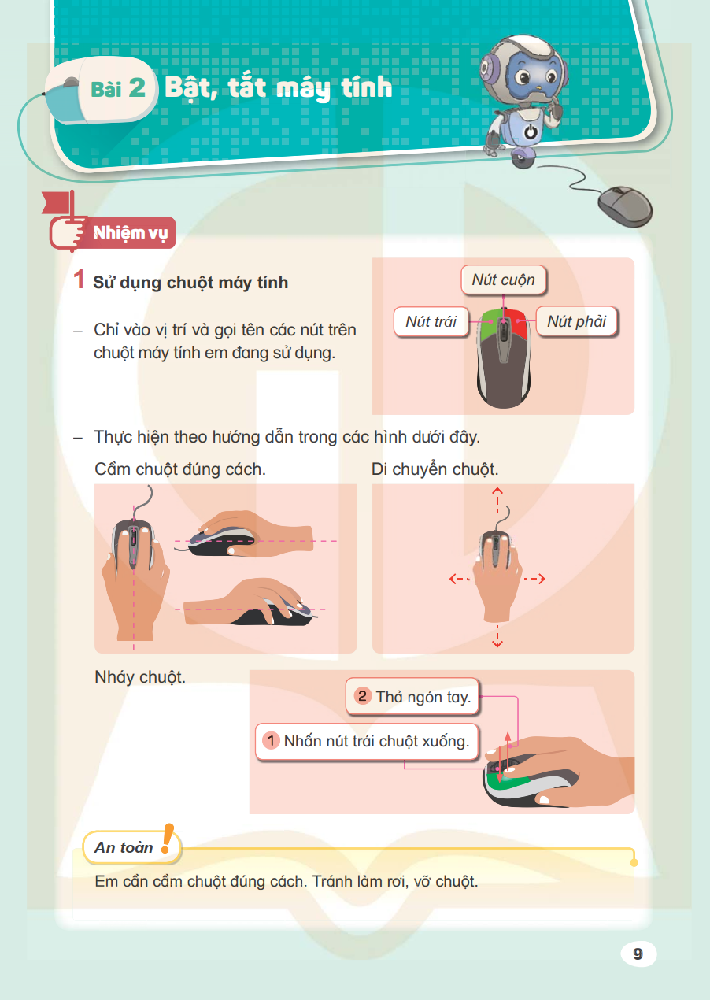 Bài 2 Bật, tắt máy tính
Nhiệm vụ
1 Sử dụng chuột máy tính
– Chỉ vào vị trí và gọi tên các nút trên
chuột máy tính em đang sử dụng.
Nút cuộn
Nút trái
Nút phải
– Thực hiện theo hướng dẫn trong các hình dưới đây.
Cầm chuột đúng cách.
Di chuyển chuột.
Nháy chuột.
2 Thả ngón tay.
1 Nhấn nút trái chuột xuống.
An toàn
Em cần cầm chuột đúng cách. Tránh làm rơi, vỡ chuột.
9